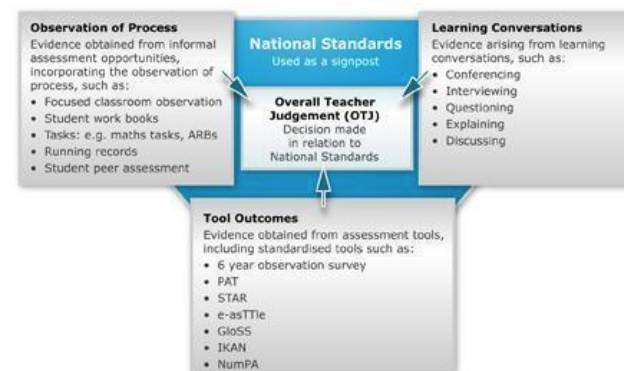 Observation of Process
Evidence obtained from informal
assessment opportunities,
incorporating the observation of
process, such as:
• Focused classroom observation
• Student work books
• Tasks: e.g. maths tasks, ARBs
• Running records
• Student peer assessment
National Standards
Used as a signpost
Overall Teacher
Judgement (OTJ)
Decision made
in relation to
National Standards
Learning Conversations
Evidence arising from learning
conversations, such as:
• Conferencing
• Interviewing
• Questioning
• Explaining
• Discussing
Tool Outcomes
Evidence obtained from assessment tools,
including standardised tools such as:
• 6 year observation survey
• PAT
• STAR
• e-asTTle
• GloSS
• IKAN
• NumPA